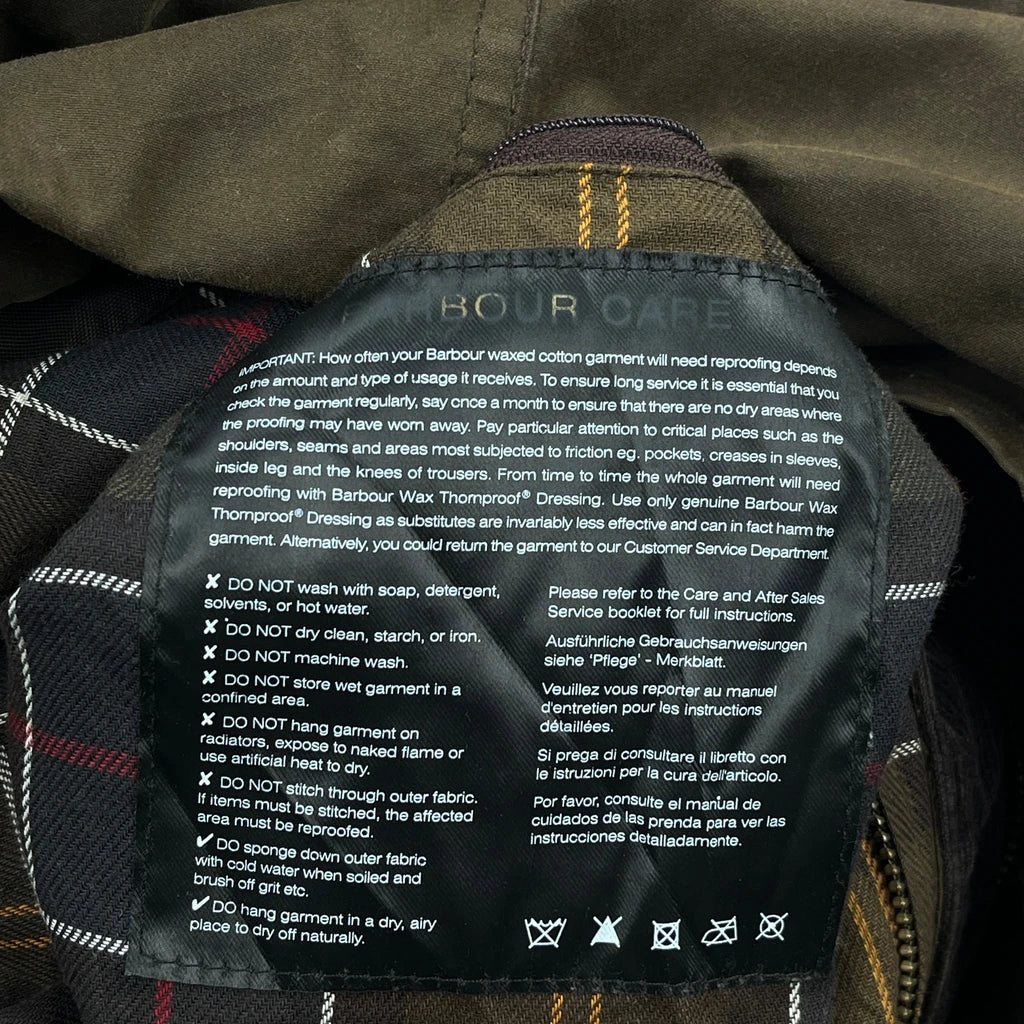 BARBOUR CARE
IMPORTANT: How often your Barbour waxed cotton garment will need reproofing depends
on the amount and type of usage it receives. To ensure long service it is essential that you
check the garment regularly, say once a month to ensure that there are no dry areas where
the proofing may have worn away. Pay particular attention to critical places such as the
shoulders, seams and areas most subjected to friction eg. pockets, creases in sleeves,
inside leg and the knees of trousers. From time to time the whole garment will need
reproofing with Barbour Wax Thornproof® Dressing. Use only genuine Barbour Wax
Thornproof® Dressing as substitutes are invariably less effective and can in fact harm the
garment. Alternatively, you could return the garment to our Customer Service Department.
✘ DO NOT wash with soap, detergent,
solvents, or hot water.
✘ DO NOT dry clean, starch, or iron.
✘ DO NOT machine wash.
✘ DO NOT store wet garment in a
confined area.
✘ DO NOT hang garment on
radiators, expose to naked flame or
use artificial heat to dry.
✘ DO NOT stitch through outer fabric.
If items must be stitched, the affected
area must be reproofed.
✔ DO sponge down outer fabric
with cold water when soiled and
brush off grit etc.
✔ DO hang garment in a dry, airy
place to dry off naturally.
Please refer to the Care and After Sales
Service booklet for full instructions.
Ausführliche Gebrauchsanweisungen
siehe 'Pflege' - Merkblatt.
Veuillez vous reporter au manuel
d'entretien pour les instructions
détaillées.
Si prega di consultare il libretto con
le istruzioni per la cura dell'articolo.
Por favor, consulte el manual de
cuidados de las prenda para ver las
instrucciones detalladamente.